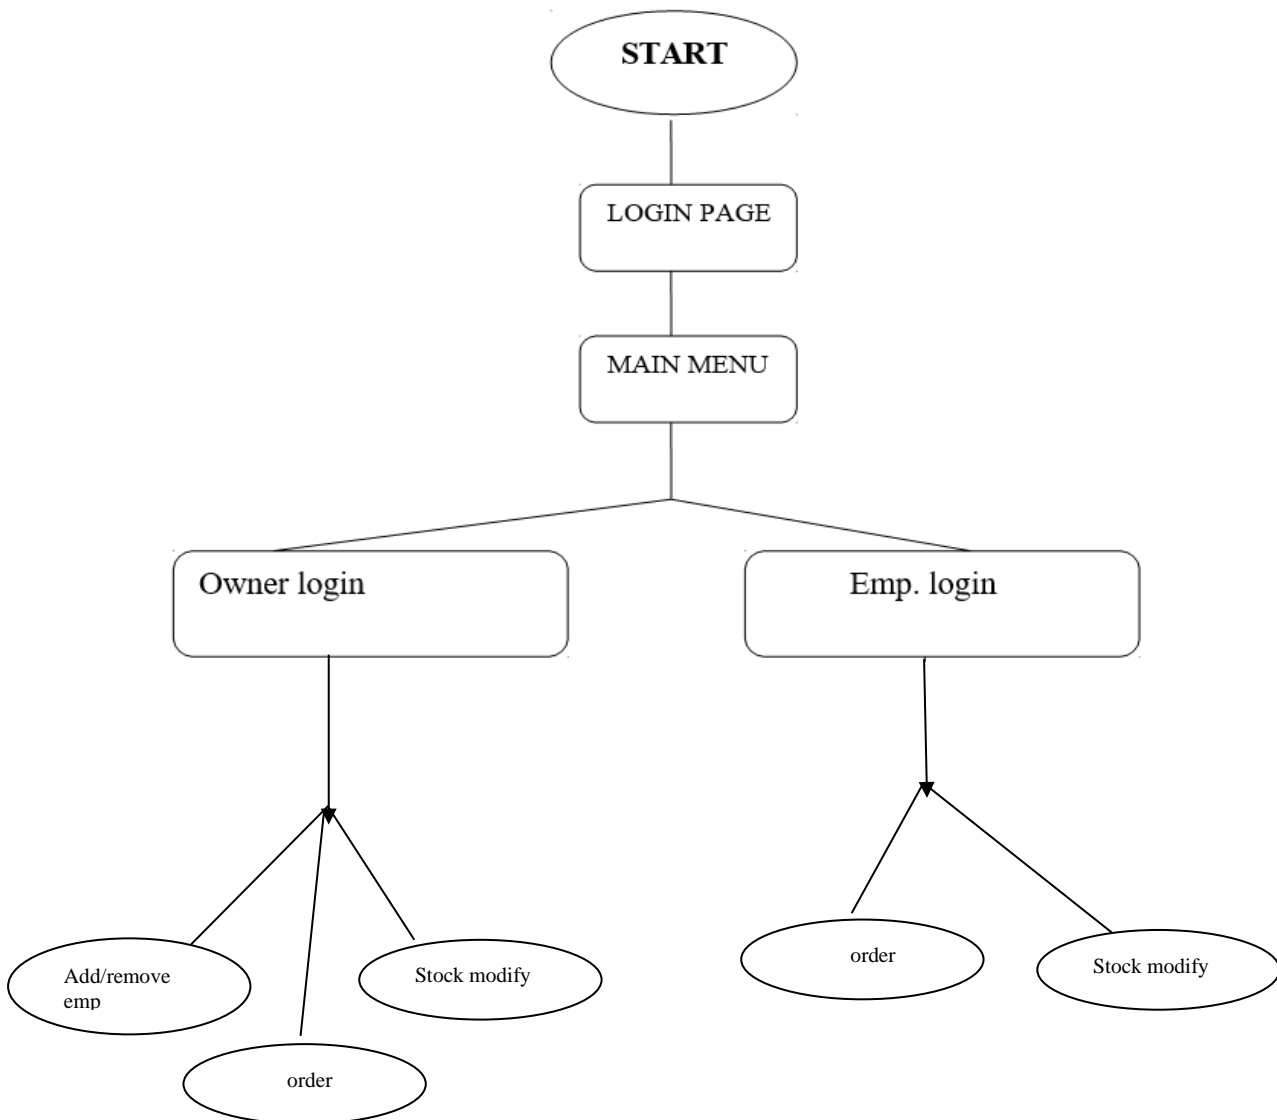 START
LOGIN PAGE
MAIN MENU
Owner login
Emp. login
Add/remove
emp
order
Stock modify
order
Stock modify